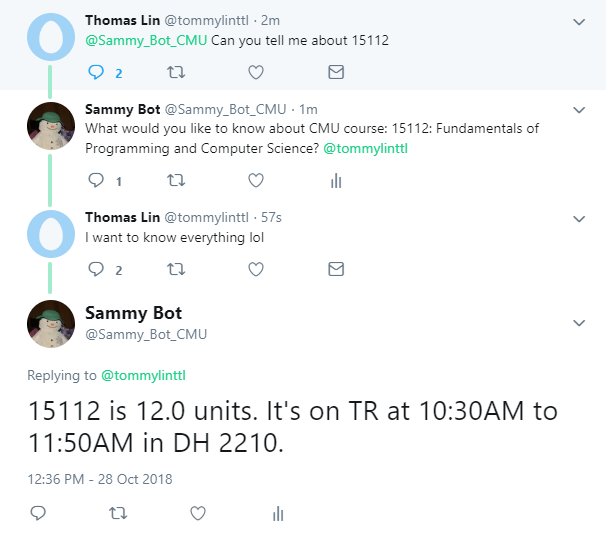 Thomas Lin @tommylinttl · 2m
@Sammy_Bot_CMU Can you tell me about 15112
2
Sammy Bot @Sammy_Bot_CMU · 1m
What would you like to know about CMU course: 15112: Fundamentals of
Programming and Computer Science? @tommylinttl
1
Thomas Lin @tommylinttl · 57s
I want to know everything lol
2
Sammy Bot
@Sammy_Bot_CMU
Replying to @tommylinttl
15112 is 12.0 units. It's on TR at 10:30AM to
11:50AM in DH 2210.
12:36 PM - 28 Oct 2018